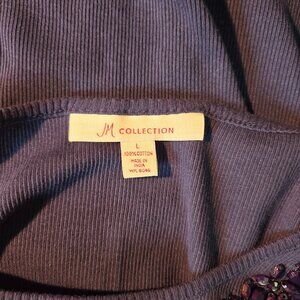 JM COLLECTION
L
100% COTTON
MADE IN
INDIA